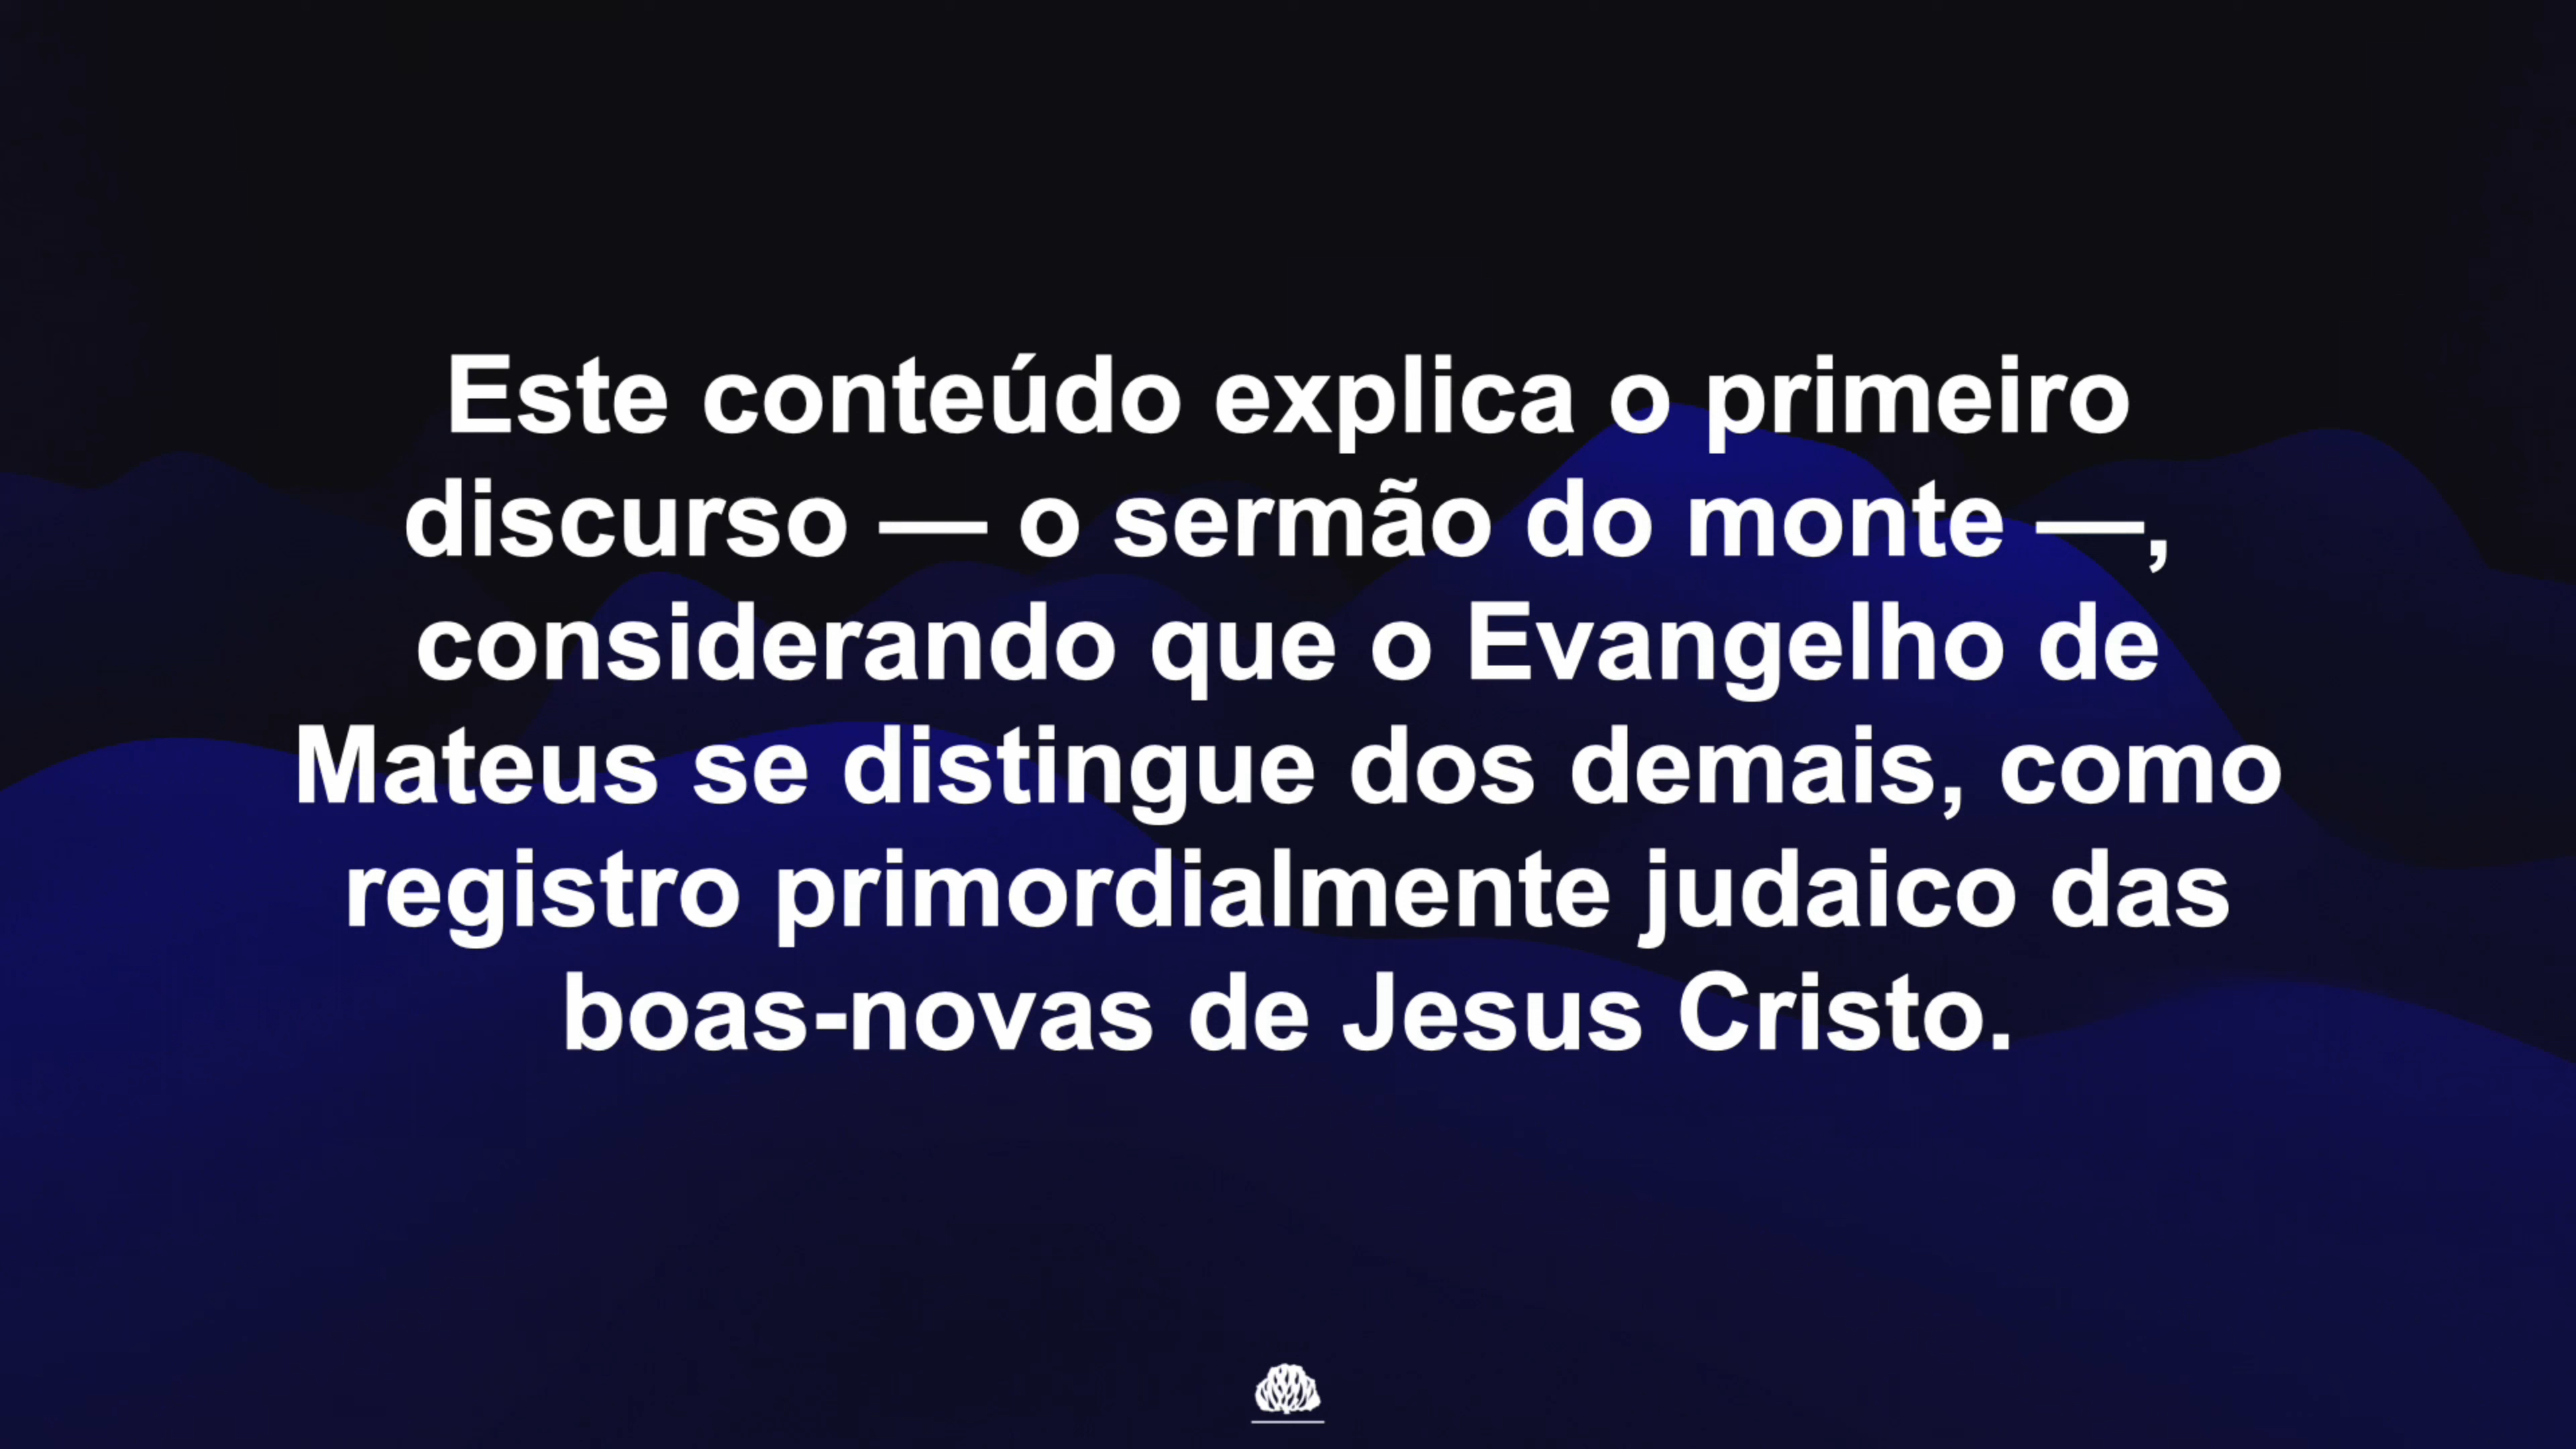 Este conteúdo explica o primeiro
discurso — o sermão do monte —,
considerando que o Evangelho de
Mateus se distingue dos demais, como
registro primordialmente judaico das
boas-novas de Jesus Cristo.